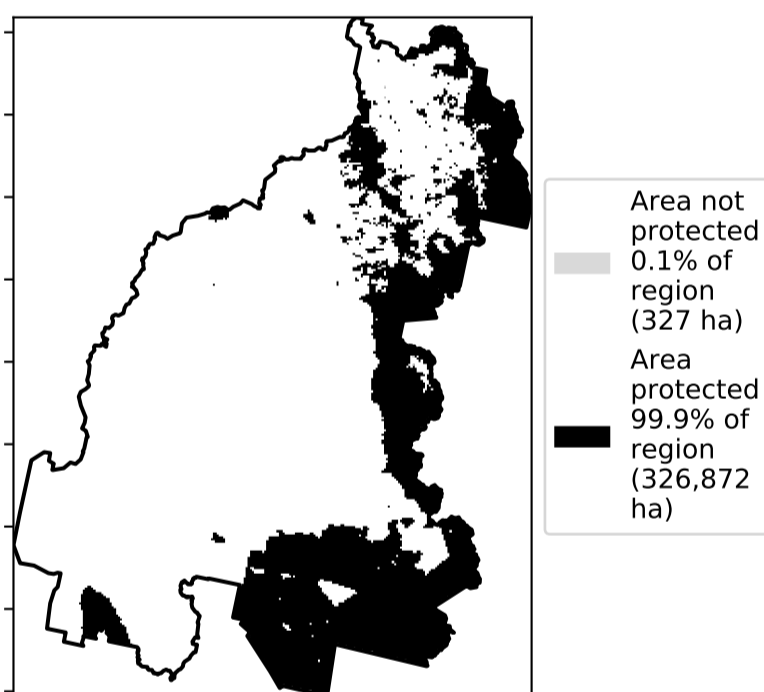 Area not
protected
0.1% of
region
(327 ha)
Area
protected
99.9% of
region
(326,872
ha)